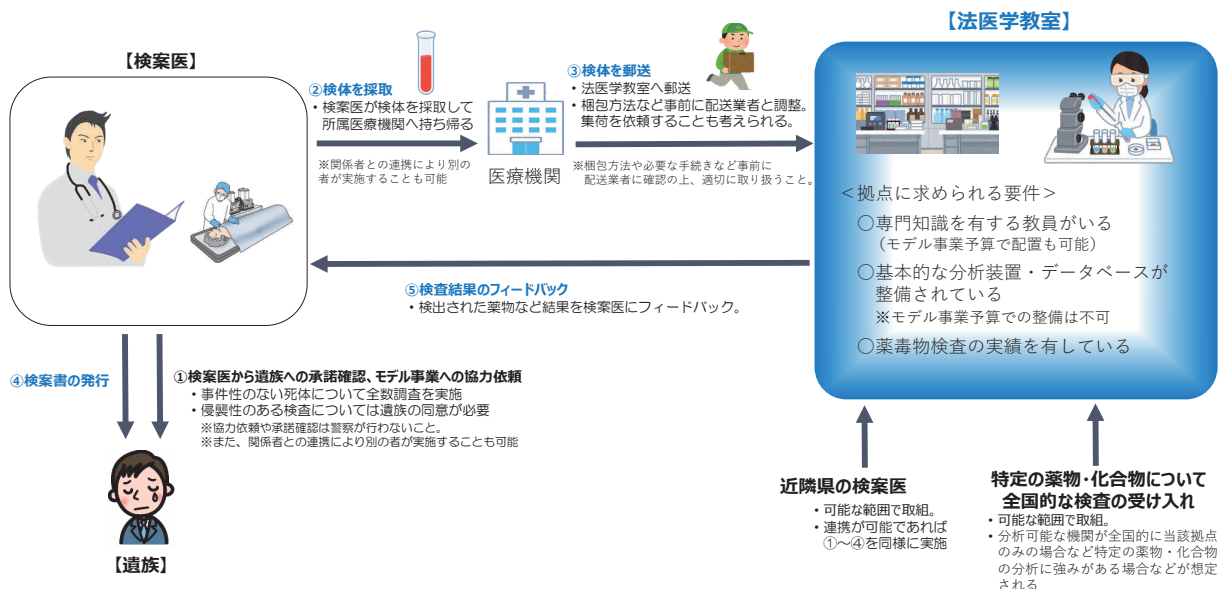 【検案医】
②検体を採取
・検案医が検体を採取して
所属医療機関へ持ち帰る
※関係者との連携により別の
者が実施することも可能
医療機関
③検体を郵送
・法医学教室へ郵送
・梱包方法など事前に配送業者と調整。
集荷を依頼することも考えられる。
※梱包方法や必要な手続きなど事前に
配送業者に確認の上、適切に取り扱うこと。
【法医学教室】
＜拠点に求められる要件＞
○専門知識を有する教員がいる
（モデル事業予算で配置も可能）
○基本的な分析装置・データベースが
整備されている
※モデル事業予算での整備は不可
○薬毒物検査の実績を有している
⑤検査結果のフィードバック
・検出された薬物など結果を検案医にフィードバック。
④検案書の発行
①検案医から遺族への承諾確認、モデル事業への協力依頼
・事件性のない死体について全数調査を実施
・侵襲性のある検査については遺族の同意が必要
※協力依頼や承諾確認は警察が行わないこと。
※また、関係者との連携により別の者が実施することも可能
【遺族】
近隣県の検案医
・可能な範囲で取組。
・連携が可能であれば
①～④を同様に実施
特定の薬物・化合物について
全国的な検査の受け入れ
・可能な範囲で取組。
・分析可能な機関が全国的に当該拠点
のみの場合など特定の薬物・化合物
の分析に強みがある場合などが想定
される